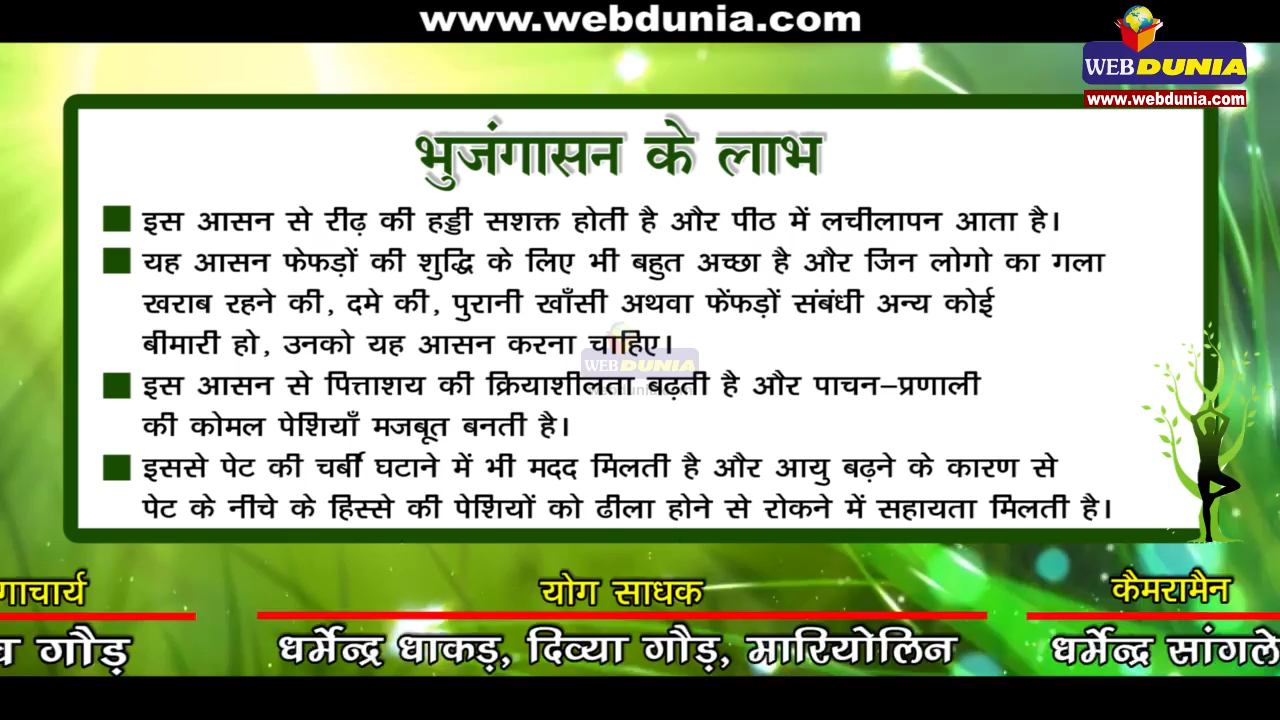 www.webdunia.com
WEBDUNIA
www.webdunia.com
भुजंगासन के लाभ
इस आसन से रीढ़ की हड्डी सशक्त होती है और पीठ में लचीलापन आता है।
यह आसन फेफड़ों की शुद्धि के लिए भी बहुत अच्छा है और जिन लोगो का गला
खराब रहने की, दमे की, पुरानी खाँसी अथवा फेंफड़ों संबंधी अन्य कोई
बीमारी हो, उनको यह आसन करना चाहिए।
इस आसन से पित्ताशय की क्रियाशीलता बढ़ती है और पाचन-प्रणाली
की कोमल पेशियाँ मजबूत बनती है।
इससे पेट की चर्बी घटाने में भी मदद मिलती है और आयु बढ़ने के कारण से
पेट के नीचे के हिस्से की पेशियों को ढीला होने से रोकने में सहायता मिलती है।
WEBDUNIA
गाचार्य योग साधक कैमरामैन
गौड़ धर्मेन्द्र धाकड़, दिव्या गौड़, मारियोलिन धर्मेन्द्र सांगले